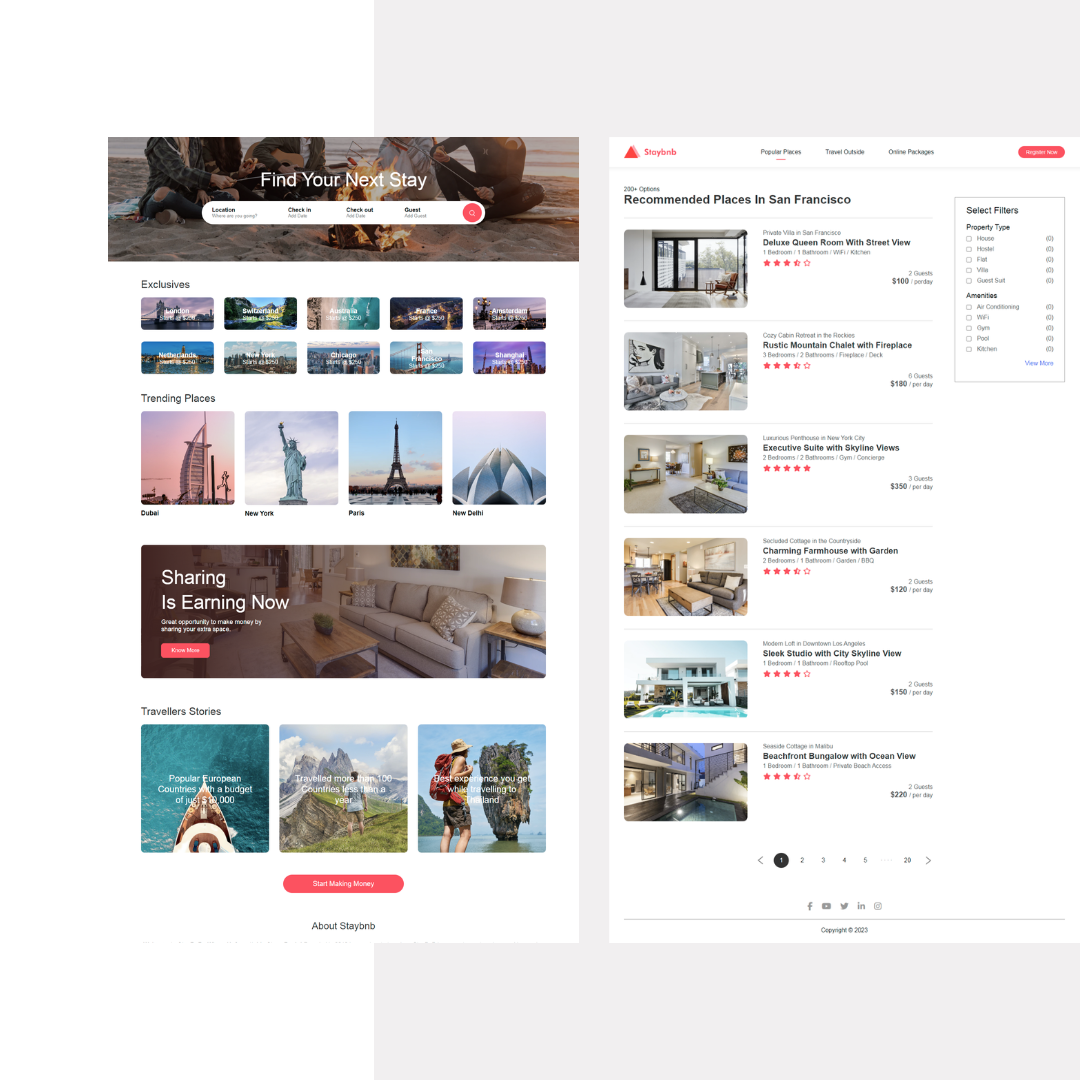 Find Your Next Stay
Location
Where are you going?
Check in
Add Date
Check out
Add Date
Guest
Add Guest
Exclusives
London
Starts @ $250
Switzerland
Starts @ $250
Australia
Starts @ $250
France
Starts @ $250
Amsterdam
Starts @ $250
Netherlands
Starts @ $250
New York
Starts @ $250
Chicago
Starts @ $250
San
Francisco
Starts @ $250
Shanghai
Starts @ $250
Trending Places
Dubai
New York
Paris
New Delhi
Sharing
Is Earning Now
Great opportunity to make money by
sharing your extra space.
Know More
Travellers Stories
Popular European
Countries with a budget
of just $10,000
Travelled more than 100
Countries less than a
year
Best experience you get
while travelling to
Thailand
Start Making Money
About Staybnb
Staybnb
Popular Places
Travel Outside
Online Packages
Register Now
200+ Options
Recommended Places In San Francisco
Private Villa in San Francisco
Deluxe Queen Room With Street View
1 Bedroom / 1 Bathroom / WiFi / Kitchen
2 Guests
$100 / perday
Cozy Cabin Retreat in the Rockies
Rustic Mountain Chalet with Fireplace
3 Bedrooms / 2 Bathrooms / Fireplace / Deck
6 Guests
$180 / per day
Luxurious Penthouse in New York City
Executive Suite with Skyline Views
2 Bedrooms / 2 Bathrooms / Gym / Concierge
3 Guests
$350 / per day
Secluded Cottage in the Countryside
Charming Farmhouse with Garden
2 Bedrooms / 1 Bathroom / Garden / BBQ
2 Guests
$120 / per day
Modern Loft in Downtown Los Angeles
Sleek Studio with City Skyline View
1 Bedroom / 1 Bathroom / Rooftop Pool
2 Guests
$150 / per day
Seaside Cottage in Malibu
Beachfront Bungalow with Ocean View
1 Bedroom / 1 Bathroom / Private Beach Access
2 Guests
$220 / per day
Select Filters
Property Type
House (0)
Hostel (0)
Flat (0)
Villa (0)
Guest Suit (0)
Amenities
Air Conditioning (0)
WiFi (0)
Gym (0)
Pool (0)
Kitchen (0)
View More
1 2 3 4 5 ···· 20
Copyright © 2023